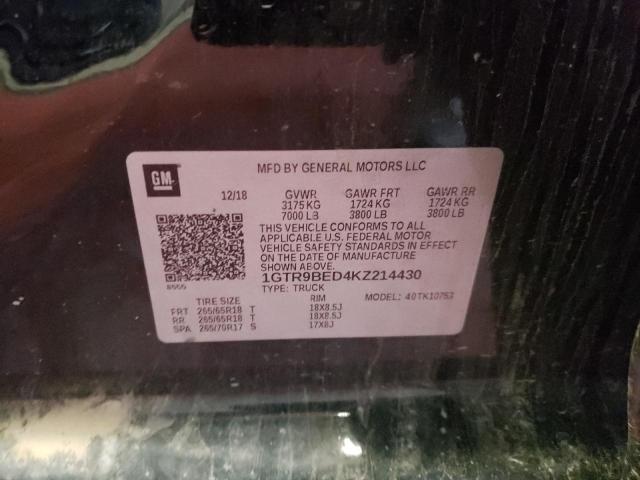 GM
MFD BY GENERAL MOTORS LLC
12/18 GVWR GAWR FRT GAWR RR
3175 KG 1724 KG 1724 KG
7000 LB 3800 LB 3800 LB
THIS VEHICLE CONFORMS TO ALL
APPLICABLE U.S. FEDERAL MOTOR
VEHICLE SAFETY STANDARDS IN EFFECT
ON THE DATE OF MANUFACTURE
SHOWN ABOVE.
1GTR9BED4KZ214430
TYPE: TRUCK
TIRE SIZE RIM MODEL: 40TK10753
FRT 265/65R18 T 18X8.5J
RR 265/65R18 T 18X8.5J
SPA 265/70R17 S 17X8J